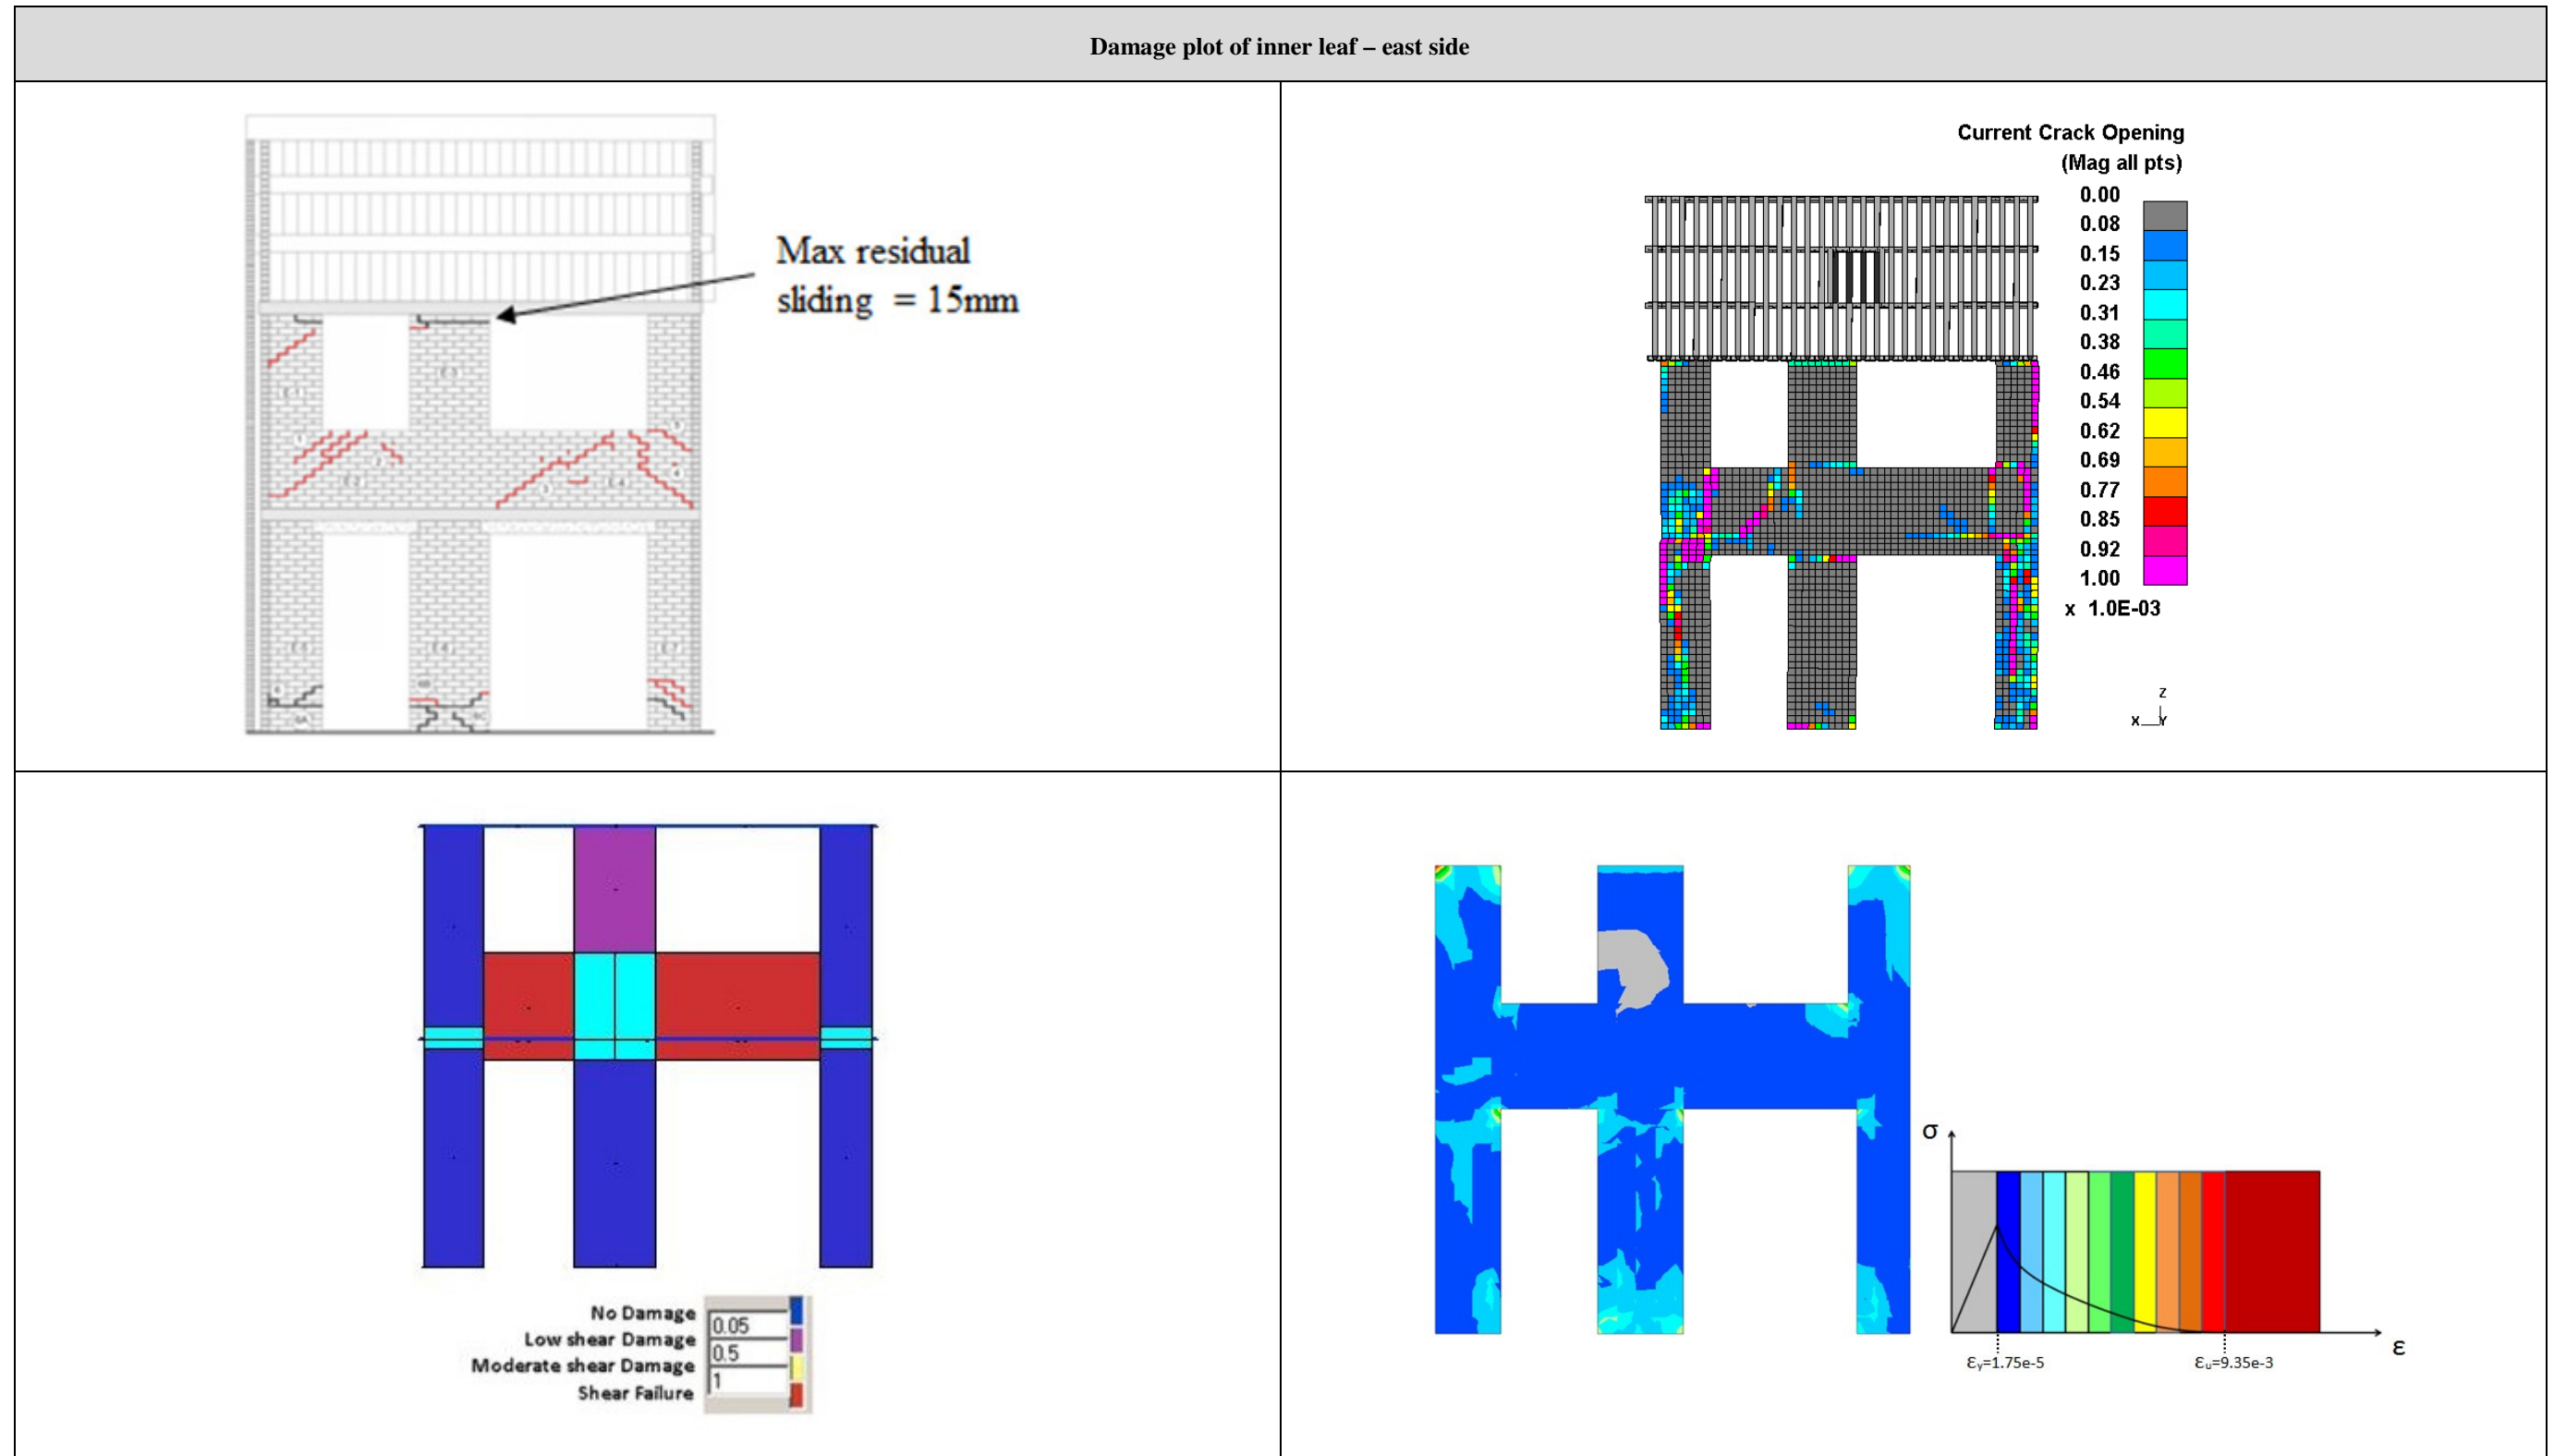 Damage plot of inner leaf – east side
Max residual
sliding = 15mm
Current Crack Opening
(Mag all pts)
0.00
0.08
0.15
0.23
0.31
0.38
0.46
0.54
0.62
0.69
0.77
0.85
0.92
1.00
x 1.0E-03
Z
X Y
No Damage
0.05
Low shear Damage
0.5
Moderate shear Damage
1
Shear Failure
σ
ε
εᵧ=1.75e-5
εᵤ=9.35e-3